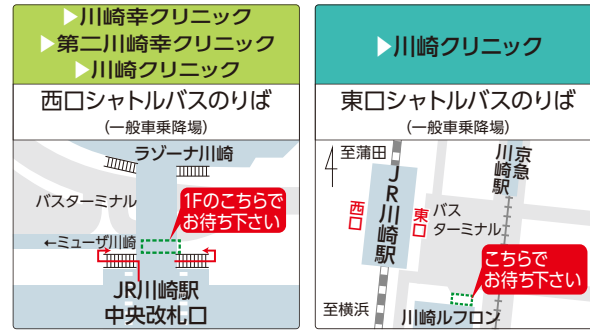 ▶川崎幸クリニック
▶第二川崎幸クリニック
▶川崎クリニック
西口シャトルバスのりば
(一般車乗降場)
ラゾーナ川崎
バスターミナル
1Fのこちらで
お待ち下さい
←ミューザ川崎
JR川崎駅
中央改札口
▶川崎クリニック
東口シャトルバスのりば
(一般車乗降場)
至蒲田
京急
川崎駅
JR川崎駅
西口
東口
バス
ターミナル
こちらで
お待ち下さい
至横浜
川崎ルフロン